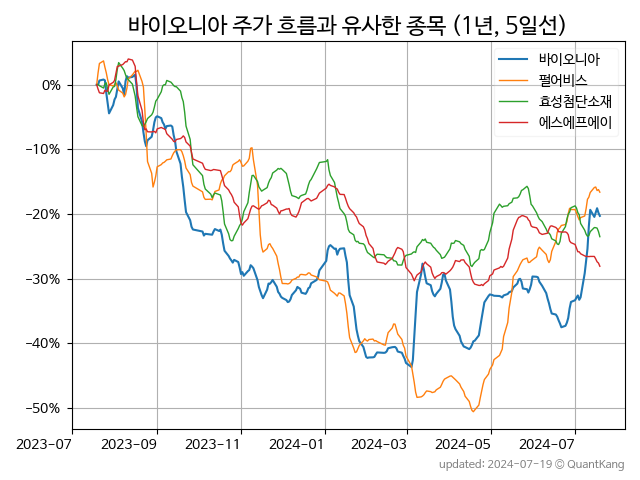 바이오니아 주가 흐름과 유사한 종목 (1년, 5일선)
바이오니아
펄어비스
효성첨단소재
에스에프에이
0%
−10%
−20%
−30%
−40%
−50%
2023-07
2023-09
2023-11
2024-01
2024-03
2024-05
2024-07
updated: 2024-07-19 © QuantKang